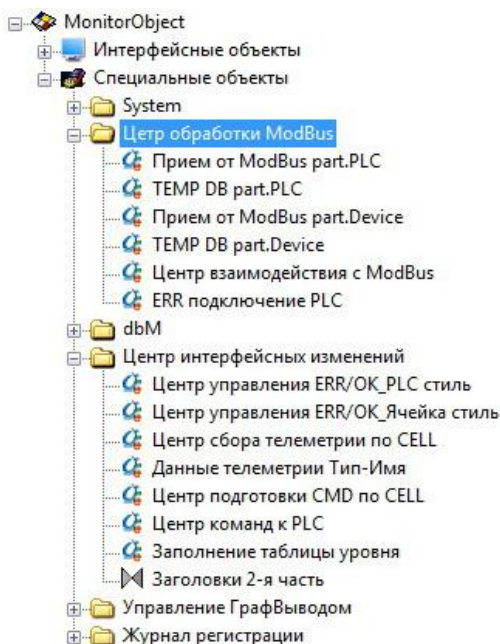 MonitorObject
Интерфейсные объекты
Специальные объекты
System
Цетр обработки ModBus
Прием от ModBus part.PLC
TEMP DB part.PLC
Прием от ModBus part.Device
TEMP DB part.Device
Центр взаимодействия с ModBus
ERR подключение PLC
dbM
Центр интерфейсных изменений
Центр управления ERR/OK_PLC стиль
Центр управления ERR/OK_Ячейка стиль
Центр сбора телеметрии по CELL
Данные телеметрии Тип-Имя
Центр подготовки CMD по CELL
Центр команд к PLC
Заполнение таблицы уровня
Заголовки 2-я часть
Управление ГрафВыводом
Журнал регистрации